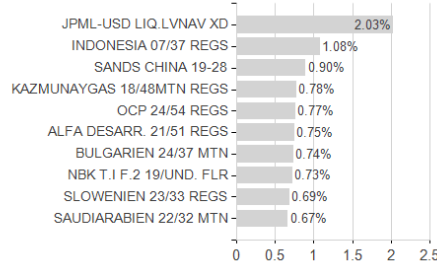 JPML-USD LIQ.LVNAV XD 2.03%
INDONESIA 07/37 REGS 1.08%
SANDS CHINA 19-28 0.90%
KAZMUNAYGAS 18/48MTN REGS 0.78%
OCP 24/54 REGS 0.77%
ALFA DESARR. 21/51 REGS 0.75%
BULGARIEN 24/37 MTN 0.74%
NBK T.I F.2 19/UND. FLR 0.73%
SLOWENIEN 23/33 REGS 0.69%
SAUDIARABIEN 22/32 MTN 0.67%
0 0.5 1 1.5 2 2.5